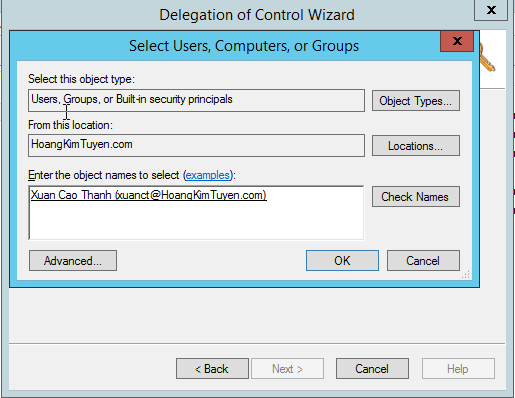 Delegation of Control Wizard
x
Select Users, Computers, or Groups
x
Select this object type:
Users, Groups, or Built-in security principals
Object Types...
From this location:
HoangKimTuyen.com
Locations...
Enter the object names to select (examples):
Xuan Cao Thanh (xuanct@HoangKimTuyen.com)
Check Names
Advanced...
OK
Cancel
< Back
Next >
Cancel
Help